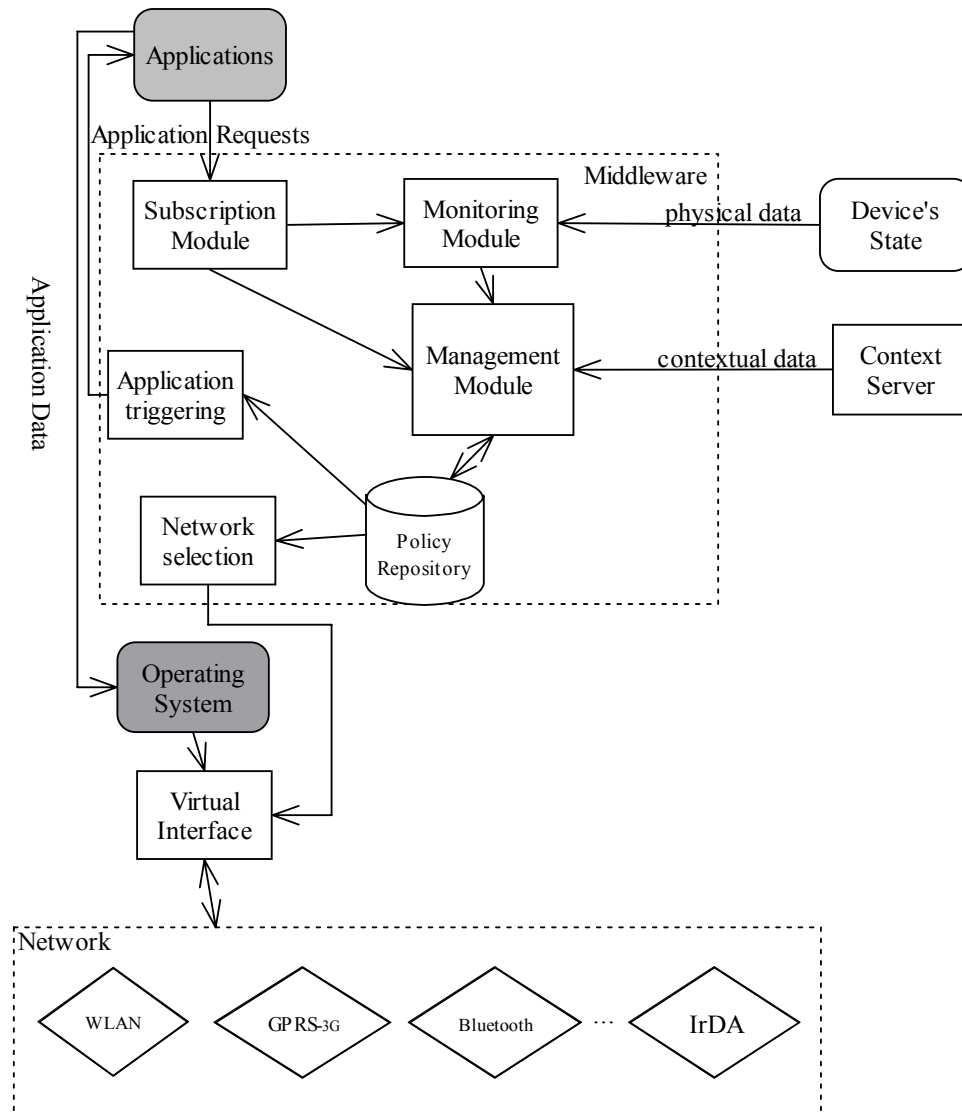 Applications
Application Requests
Middleware
Subscription
Module
Monitoring
Module
physical data
Device's
State
Application Data
Application
triggering
Management
Module
contextual data
Context
Server
Network
selection
Policy
Repository
Operating
System
Virtual
Interface
Network
WLAN
GPRS-3G
Bluetooth
...
IrDA